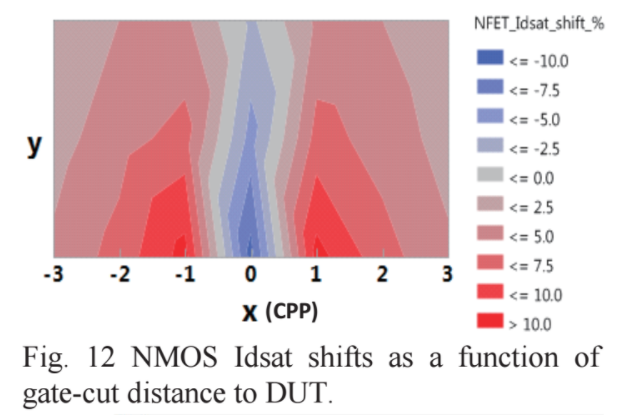 NFET_Idsat_shift_%
<= -10.0
<= -7.5
<= -5.0
<= -2.5
<= 0.0
<= 2.5
<= 5.0
<= 7.5
<= 10.0
> 10.0
y
-3 -2 -1 0 1 2 3
x (CPP)
Fig. 12 NMOS Idsat shifts as a function of
gate-cut distance to DUT.